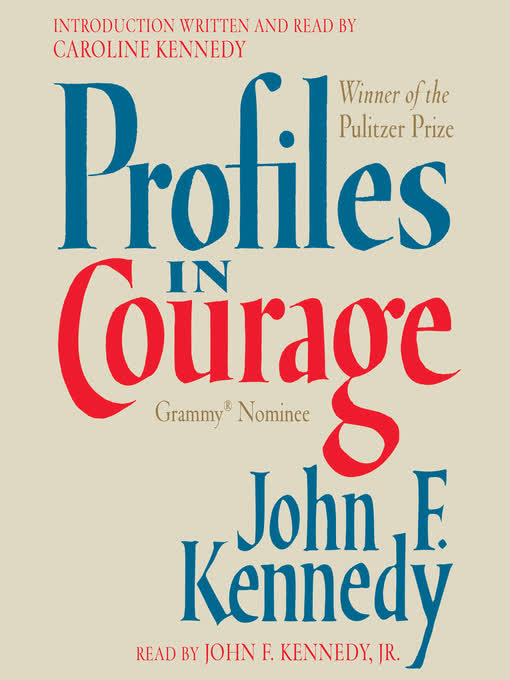 INTRODUCTION WRITTEN AND READ BY
CAROLINE KENNEDY
Winner of the
Pulitzer Prize
Profiles
IN
Courage
Grammy® Nominee
John F.
Kennedy
READ BY JOHN F. KENNEDY, JR.